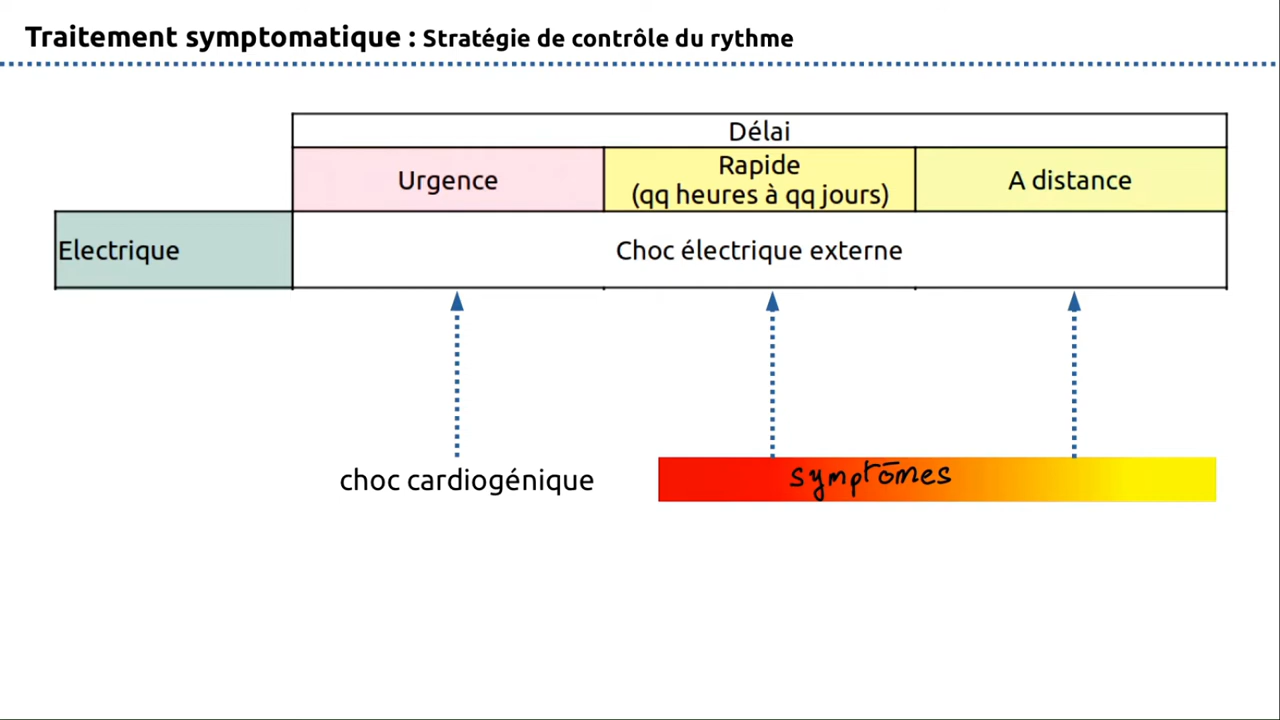 Traitement symptomatique : Stratégie de contrôle du rythme
Délai
Urgence
Rapide
(qq heures à qq jours)
A distance
Electrique
Choc électrique externe
choc cardiogénique
symptômes